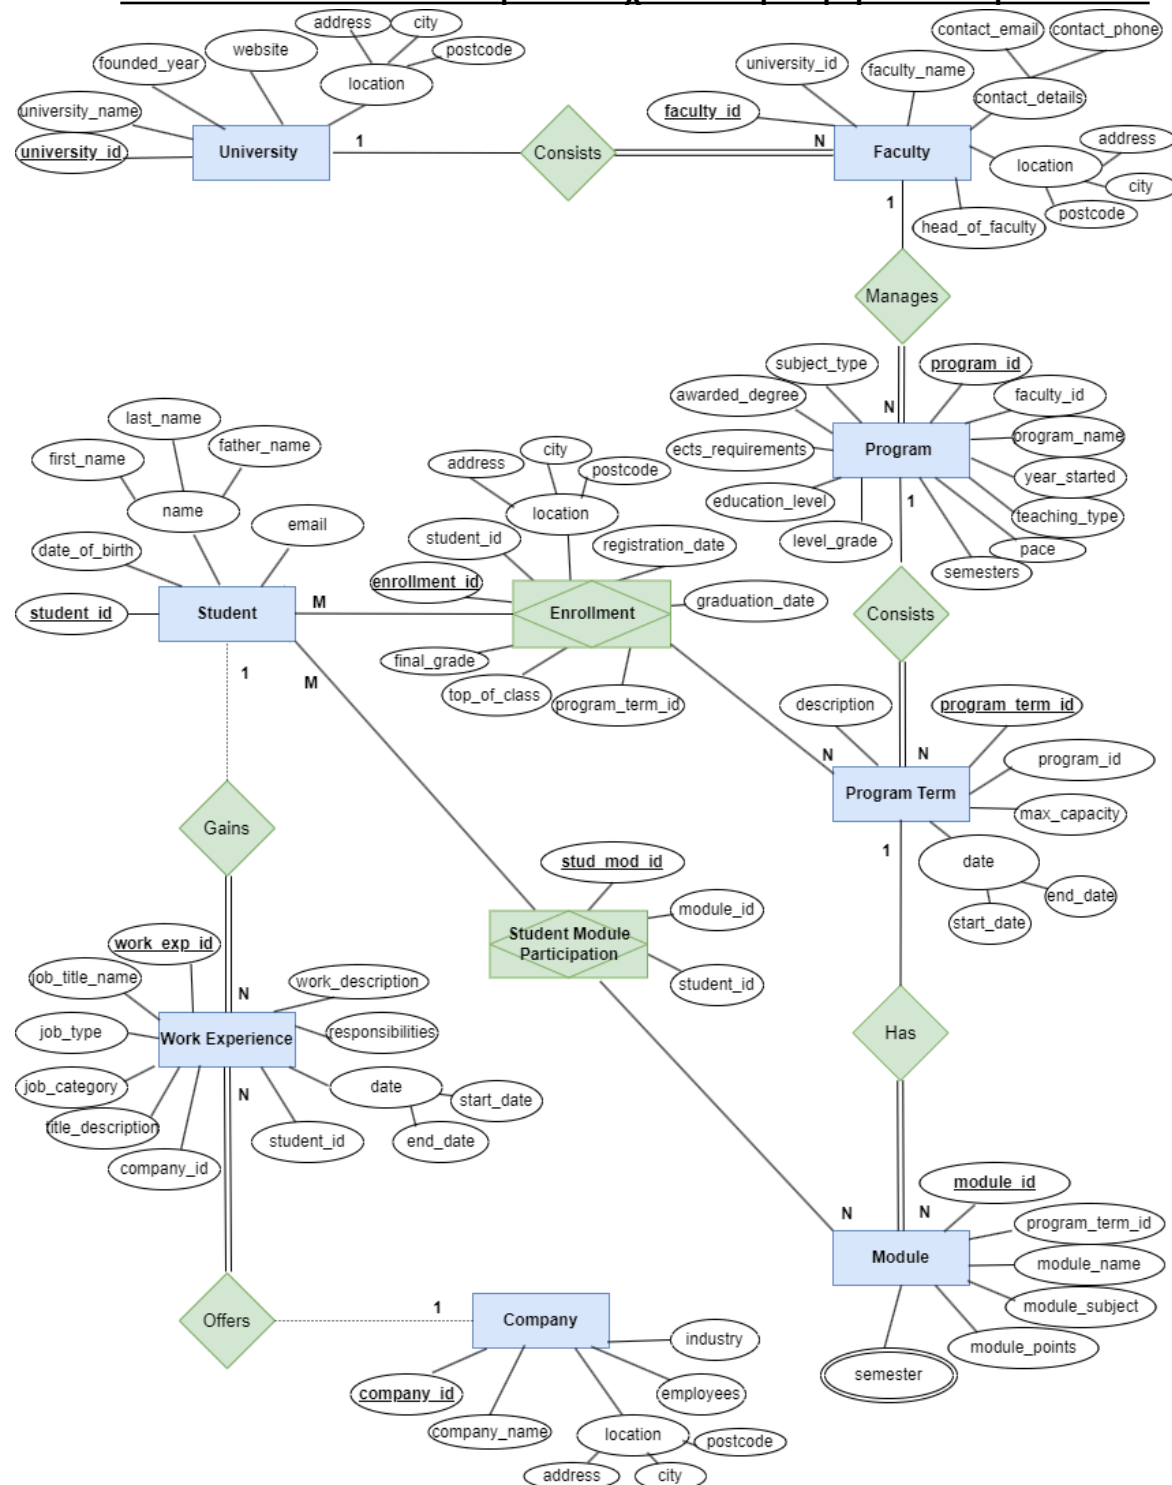 address
city
contact_email
contact_phone
website
postcode
founded_year
university_id
faculty_name
location
contact_details
university_name
faculty_id
university_id
University
1
Consists
N
Faculty
address
location
city
postcode
1
head_of_faculty
Manages
subject_type
program_id
awarded_degree
faculty_id
N
last_name
program_name
father_name
ects_requirements
Program
first_name
city
address
postcode
year_started
education_level
1
name
location
teaching_type
email
student_id
registration_date
level_grade
pace
date_of_birth
semesters
enrollment_id
graduation_date
student_id
Student
M
Enrollment
Consists
final_grade
1
M
top_of_class
program_term_id
description
program_term_id
N
N
program_id
Program Term
max_capacity
Gains
1
stud_mod_id
date
end_date
module_id
start_date
work_exp_id
Student Module
Participation
job_title_name
work_description
student_id
N
job_type
Work Experience
responsibilities
Has
job_category
N
date
start_date
title_description
student_id
end_date
company_id
module_id
N
N
program_term_id
Module
module_name
module_subject
Offers
1
Company
industry
module_points
semester
company_id
employees
company_name
location
postcode
address
city